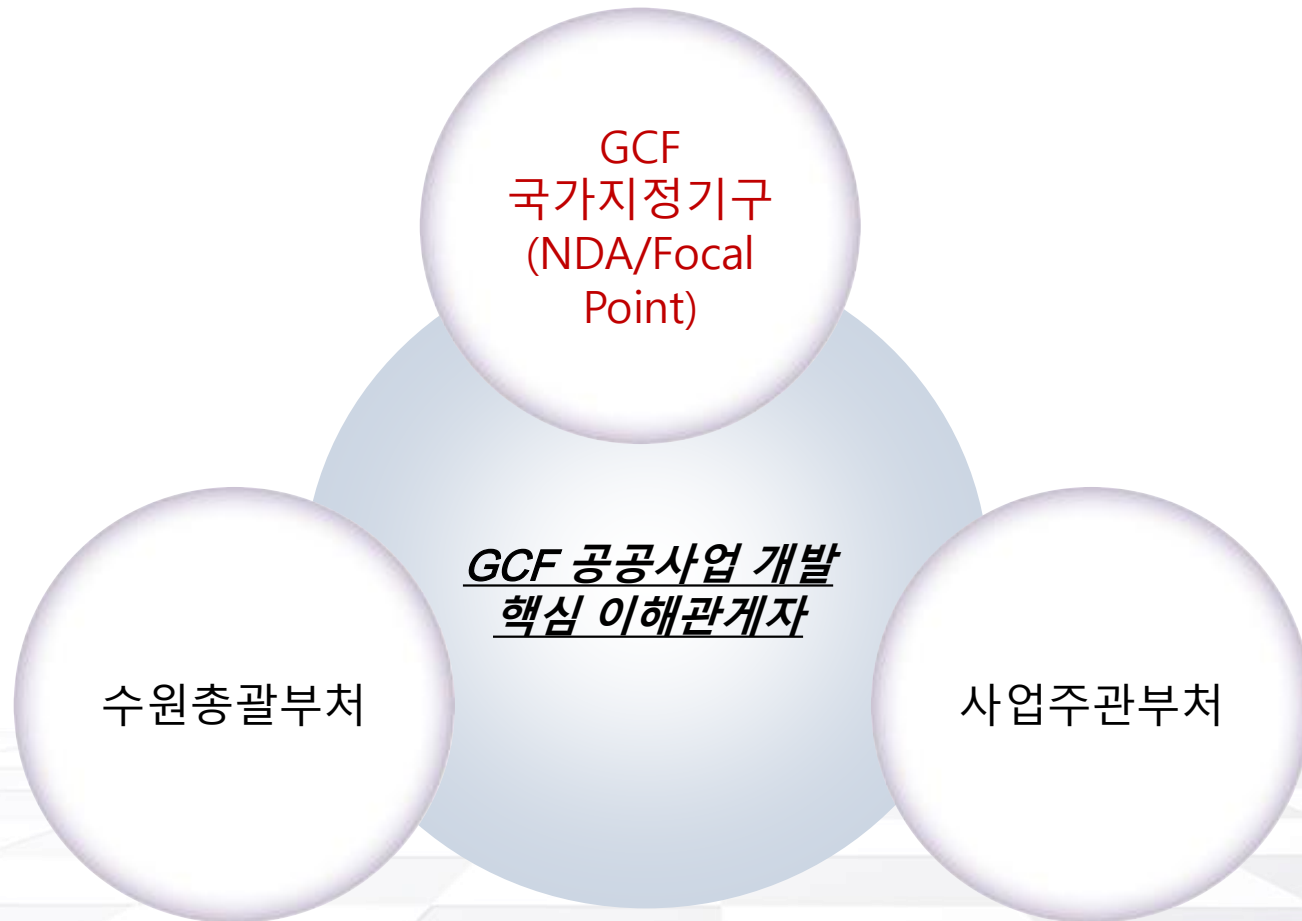 GCF
국가지정기구
(NDA/Focal
Point)
GCF 공공사업 개발
핵심 이해관계자
수원총괄부처
사업주관부처